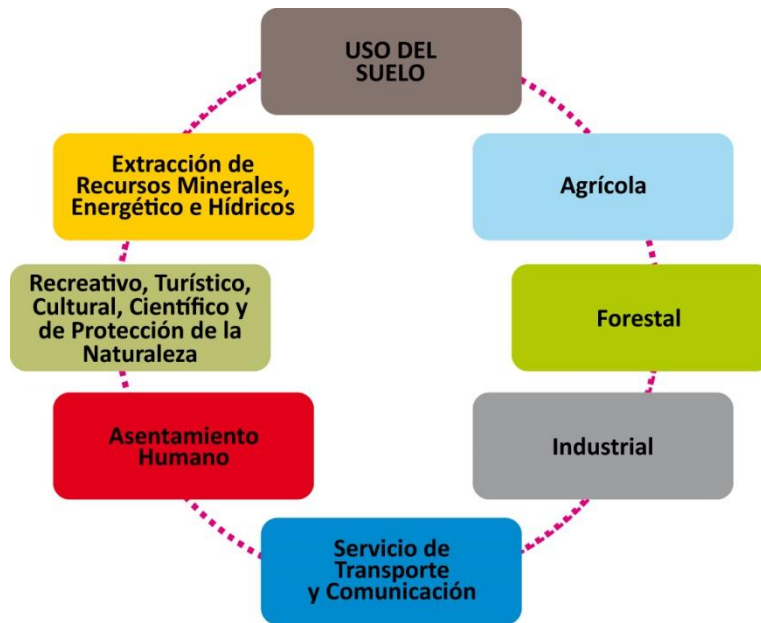 USO DEL
SUELO
Extracción de
Recursos Minerales,
Energético e Hídricos
Agrícola
Recreativo, Turístico,
Cultural, Científico y
de Protección de la
Naturaleza
Forestal
Asentamiento
Humano
Industrial
Servicio de
Transporte
y Comunicación